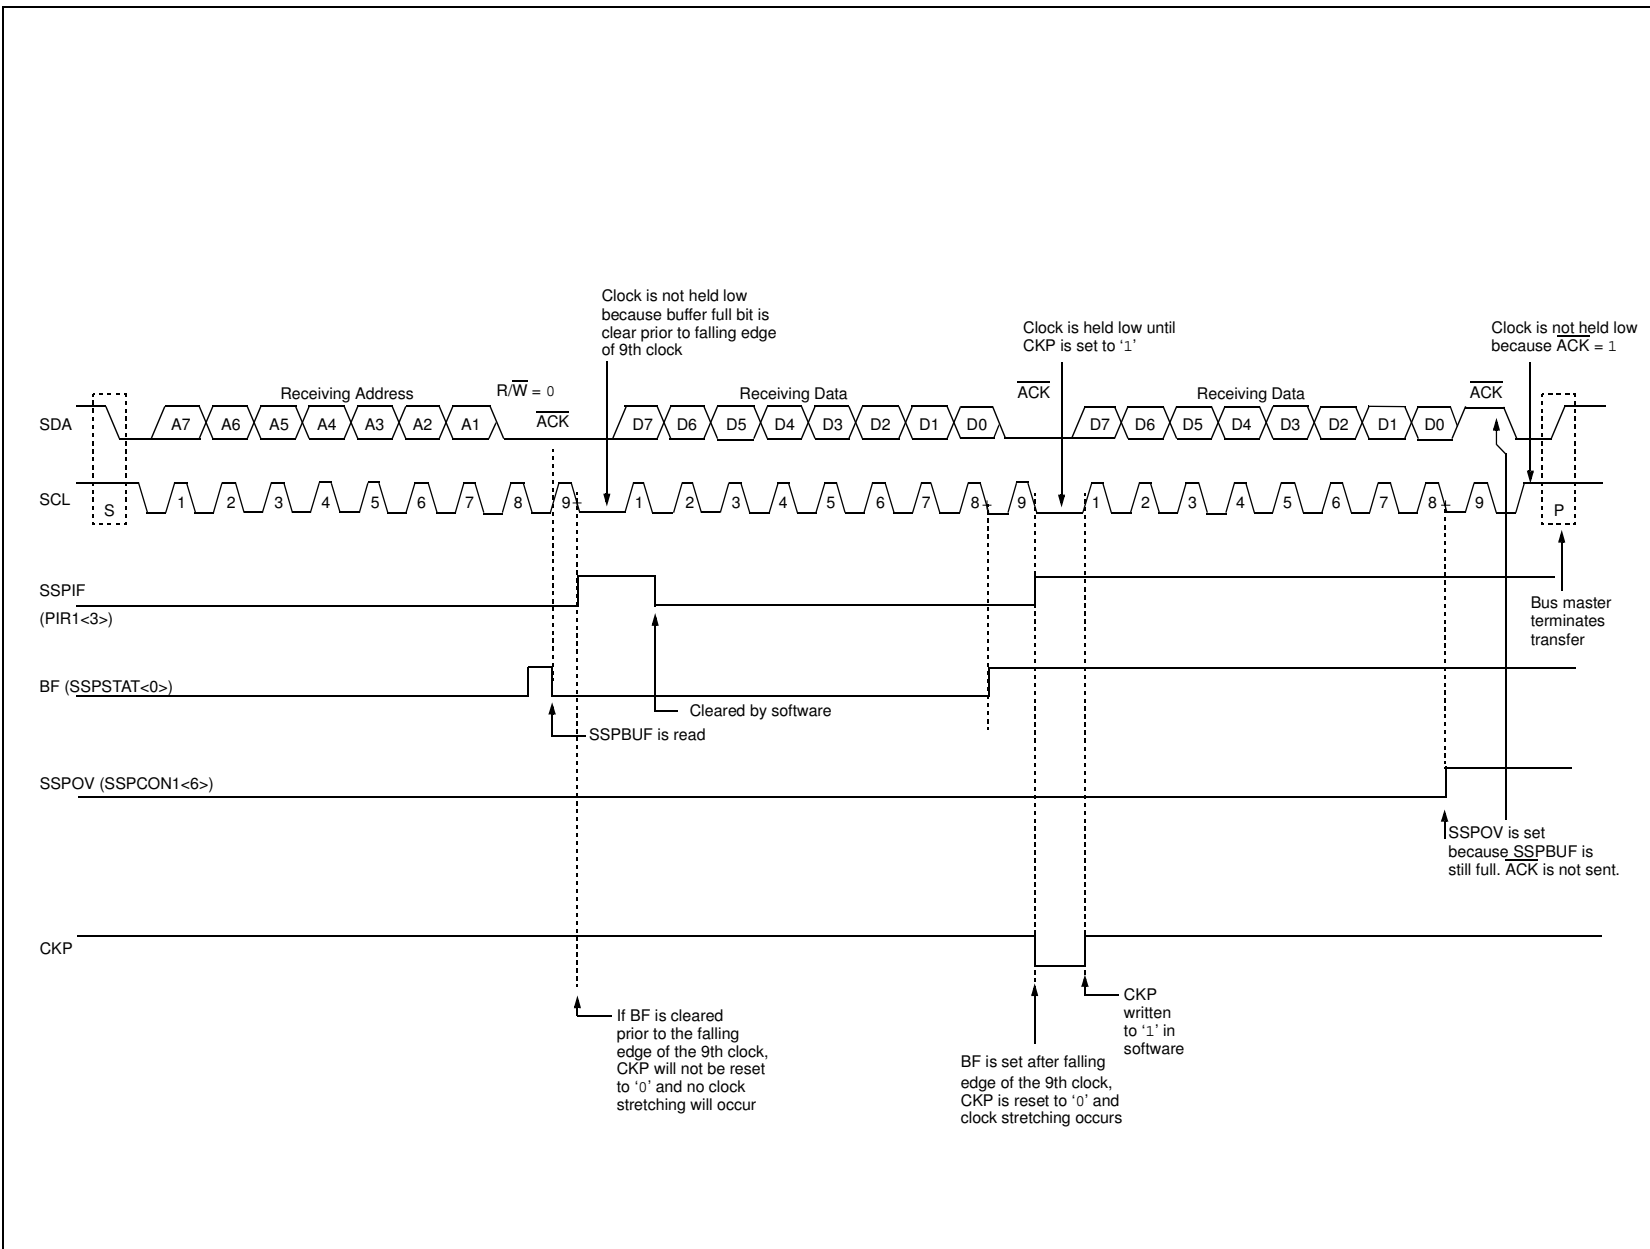 Clock is not held low
because buffer full bit is
clear prior to falling edge
of 9th clock
Clock is held low until
CKP is set to ‘1’
Clock is not held low
because ACK = 1
Receiving Address
R/W = 0
ACK
Receiving Data
ACK
Receiving Data
ACK
SDA
A7 A6 A5 A4 A3 A2 A1
D7 D6 D5 D4 D3 D2 D1 D0
D7 D6 D5 D4 D3 D2 D1 D0
SCL
S
1 2 3 4 5 6 7 8 9
1 2 3 4 5 6 7 8 9
1 2 3 4 5 6 7 8 9
P
SSPIF
(PIR1<3>)
Bus master
terminates
transfer
BF (SSPSTAT<0>)
Cleared by software
SSPBUF is read
SSPOV (SSPCON1<6>)
SSPOV is set
because SSPBUF is
still full. ACK is not sent.
CKP
CKP
written
to ‘1’ in
software
If BF is cleared
prior to the falling
edge of the 9th clock,
CKP will not be reset
to ‘0’ and no clock
stretching will occur
BF is set after falling
edge of the 9th clock,
CKP is reset to ‘0’ and
clock stretching occurs